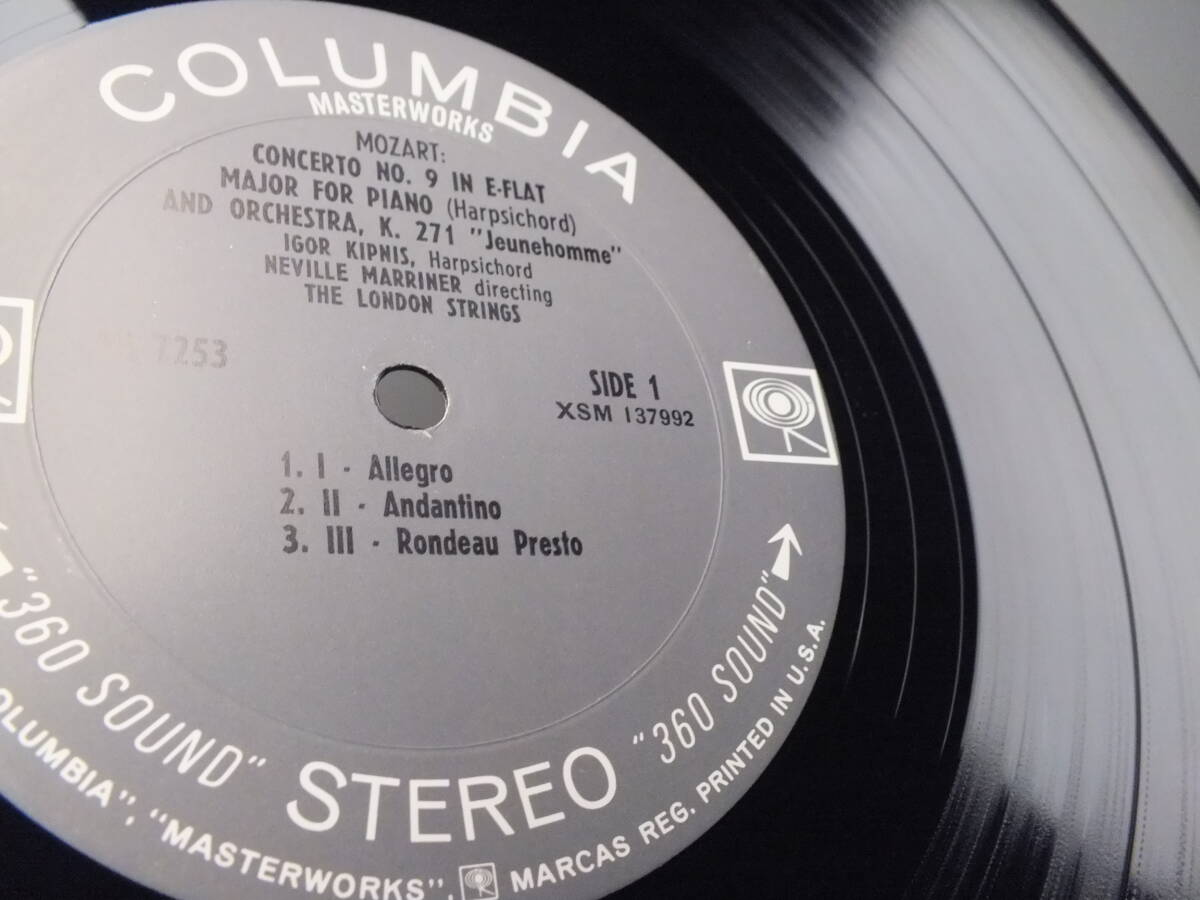 COLUMBIA
MASTERWORKS
MOZART:
CONCERTO NO. 9 IN E-FLAT
MAJOR FOR PIANO (Harpsichord)
AND ORCHESTRA, K. 271 "Jeunehomme"
IGOR KIPNIS, Harpsichord
NEVILLE MARRINER directing
THE LONDON STRINGS
7253
SIDE 1
XSM 137992
1. I - Allegro
2. II - Andantino
3. III - Rondeau Presto
"360 SOUND" STEREO "360 SOUND"
COLUMBIA", "MASTERWORKS", MARCAS REG. PRINTED IN U.S.A.